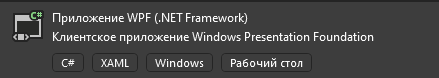 C#
Приложение WPF (.NET Framework)
Клиентское приложение Windows Presentation Foundation
C# XAML Windows Рабочий стол